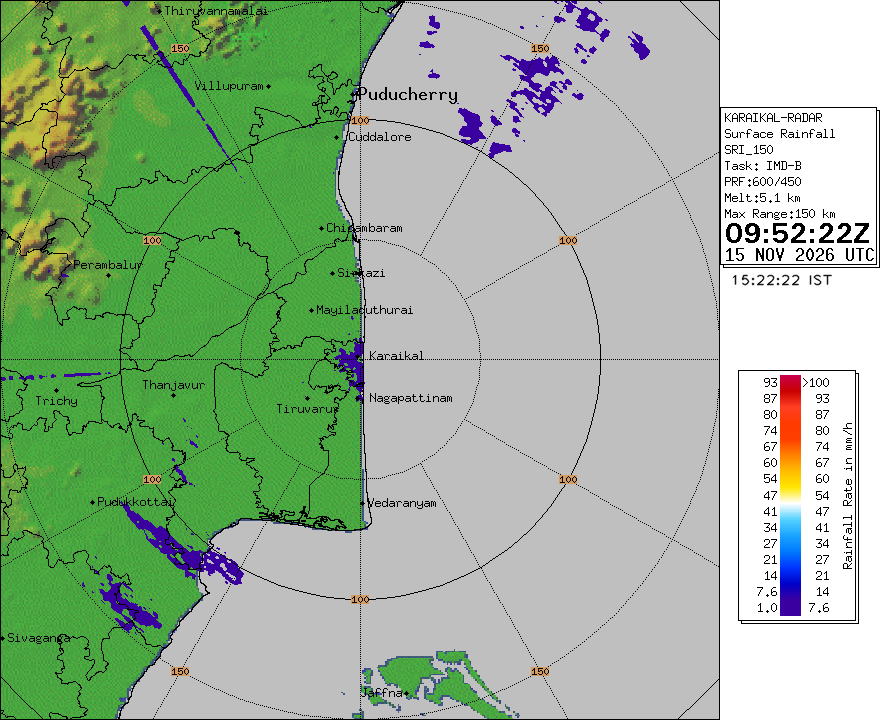 Thiruvannamalai
150
150
Villupuram
Puducherry
100
Cuddalore
KARAIKAL-RADAR
Surface Rainfall
SRI_150
Task: IMD-B
PRF:600/450
Melt:5.1 km
Max Range:150 km
09:52:22Z
15 NOV 2026 UTC
15:22:22 IST
Chidambaram
100
100
Perambalur
Sirkazi
Mayiladuthurai
Karaikal
Thanjavur
Trichy
Tiruvarur
Nagapattinam
93 >100
87 93
80 87
74 80
67 74
60 67
54 60
47 54
41 47
34 41
27 34
21 27
14 21
7.6 14
1.0 7.6
Rainfall Rate in mm/h
100
100
Pudukkottai
Vedaranyam
100
Sivaganga
150
150
Jaffna